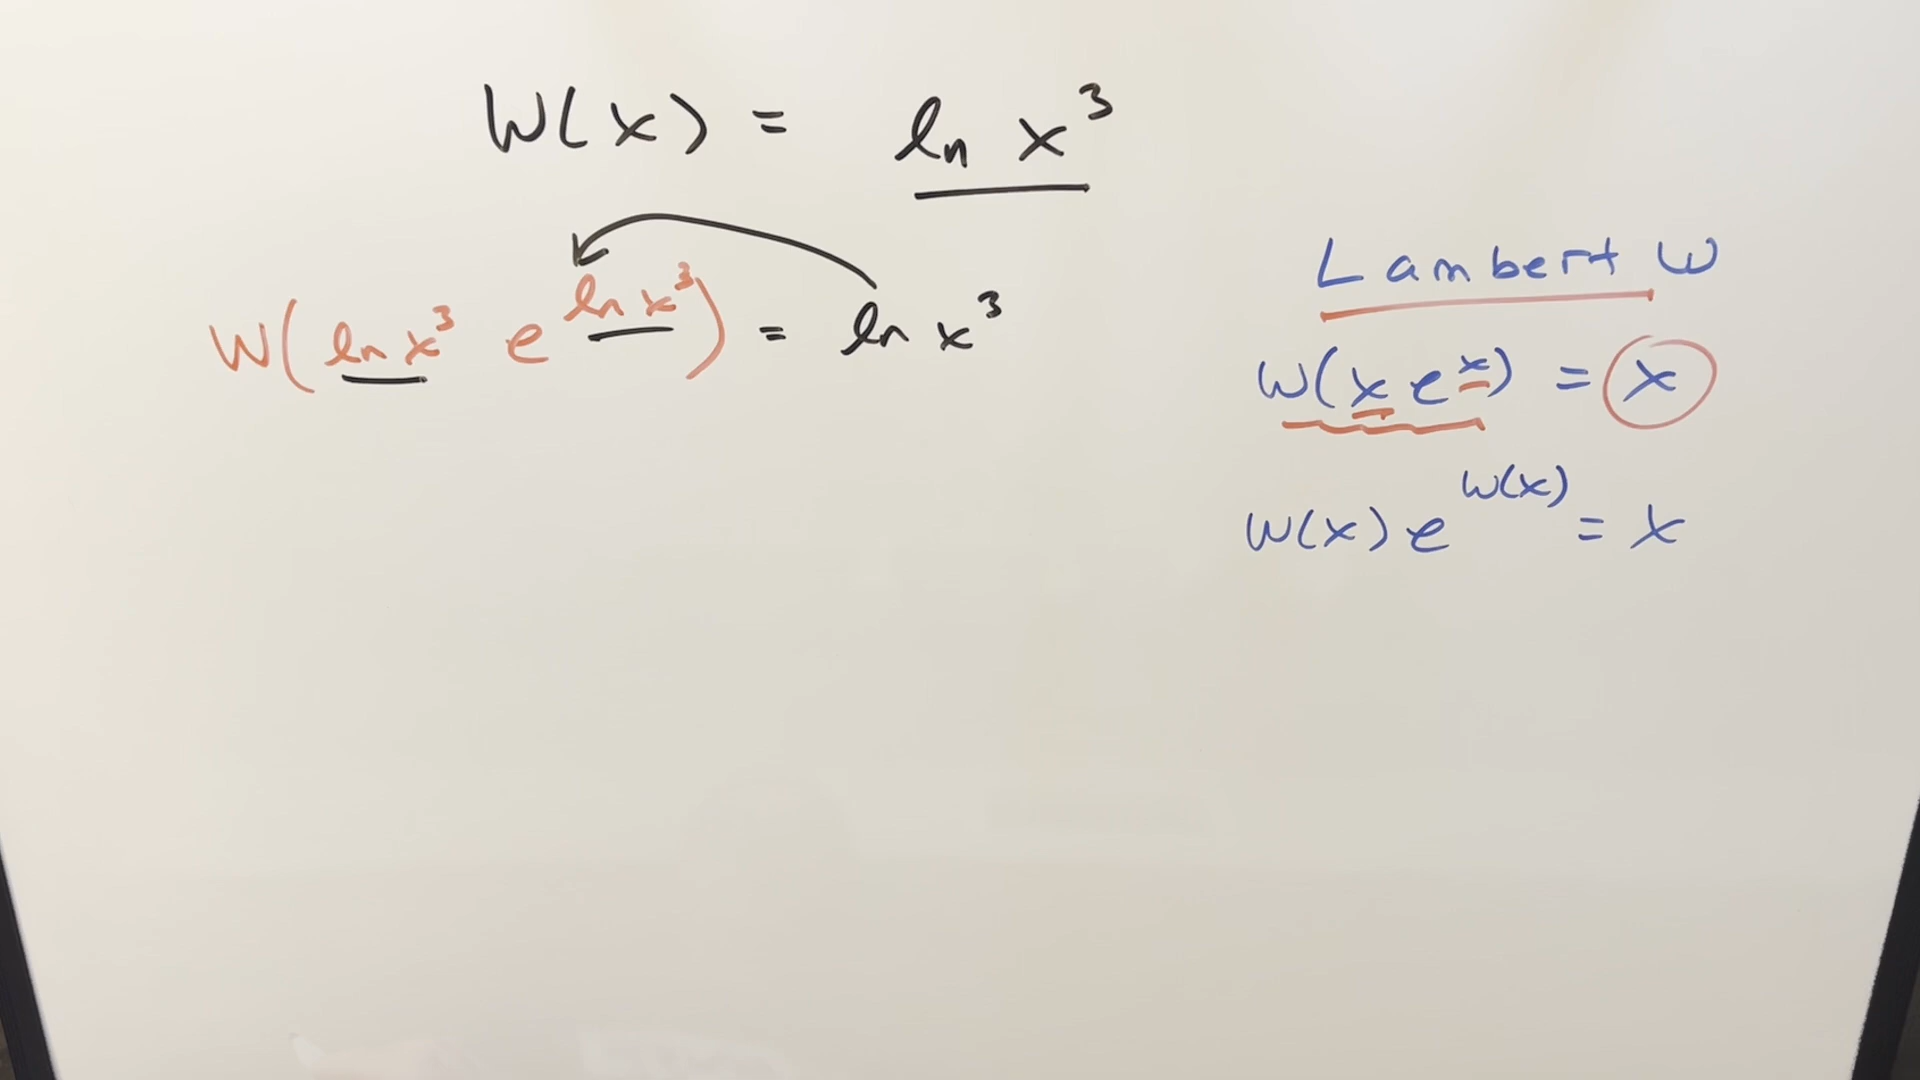 W(x) = ln x³
W(ln x³ e^(ln x³)) = ln x³
Lambert W
W(x e^x) = x
W(x) e^(W(x)) = x